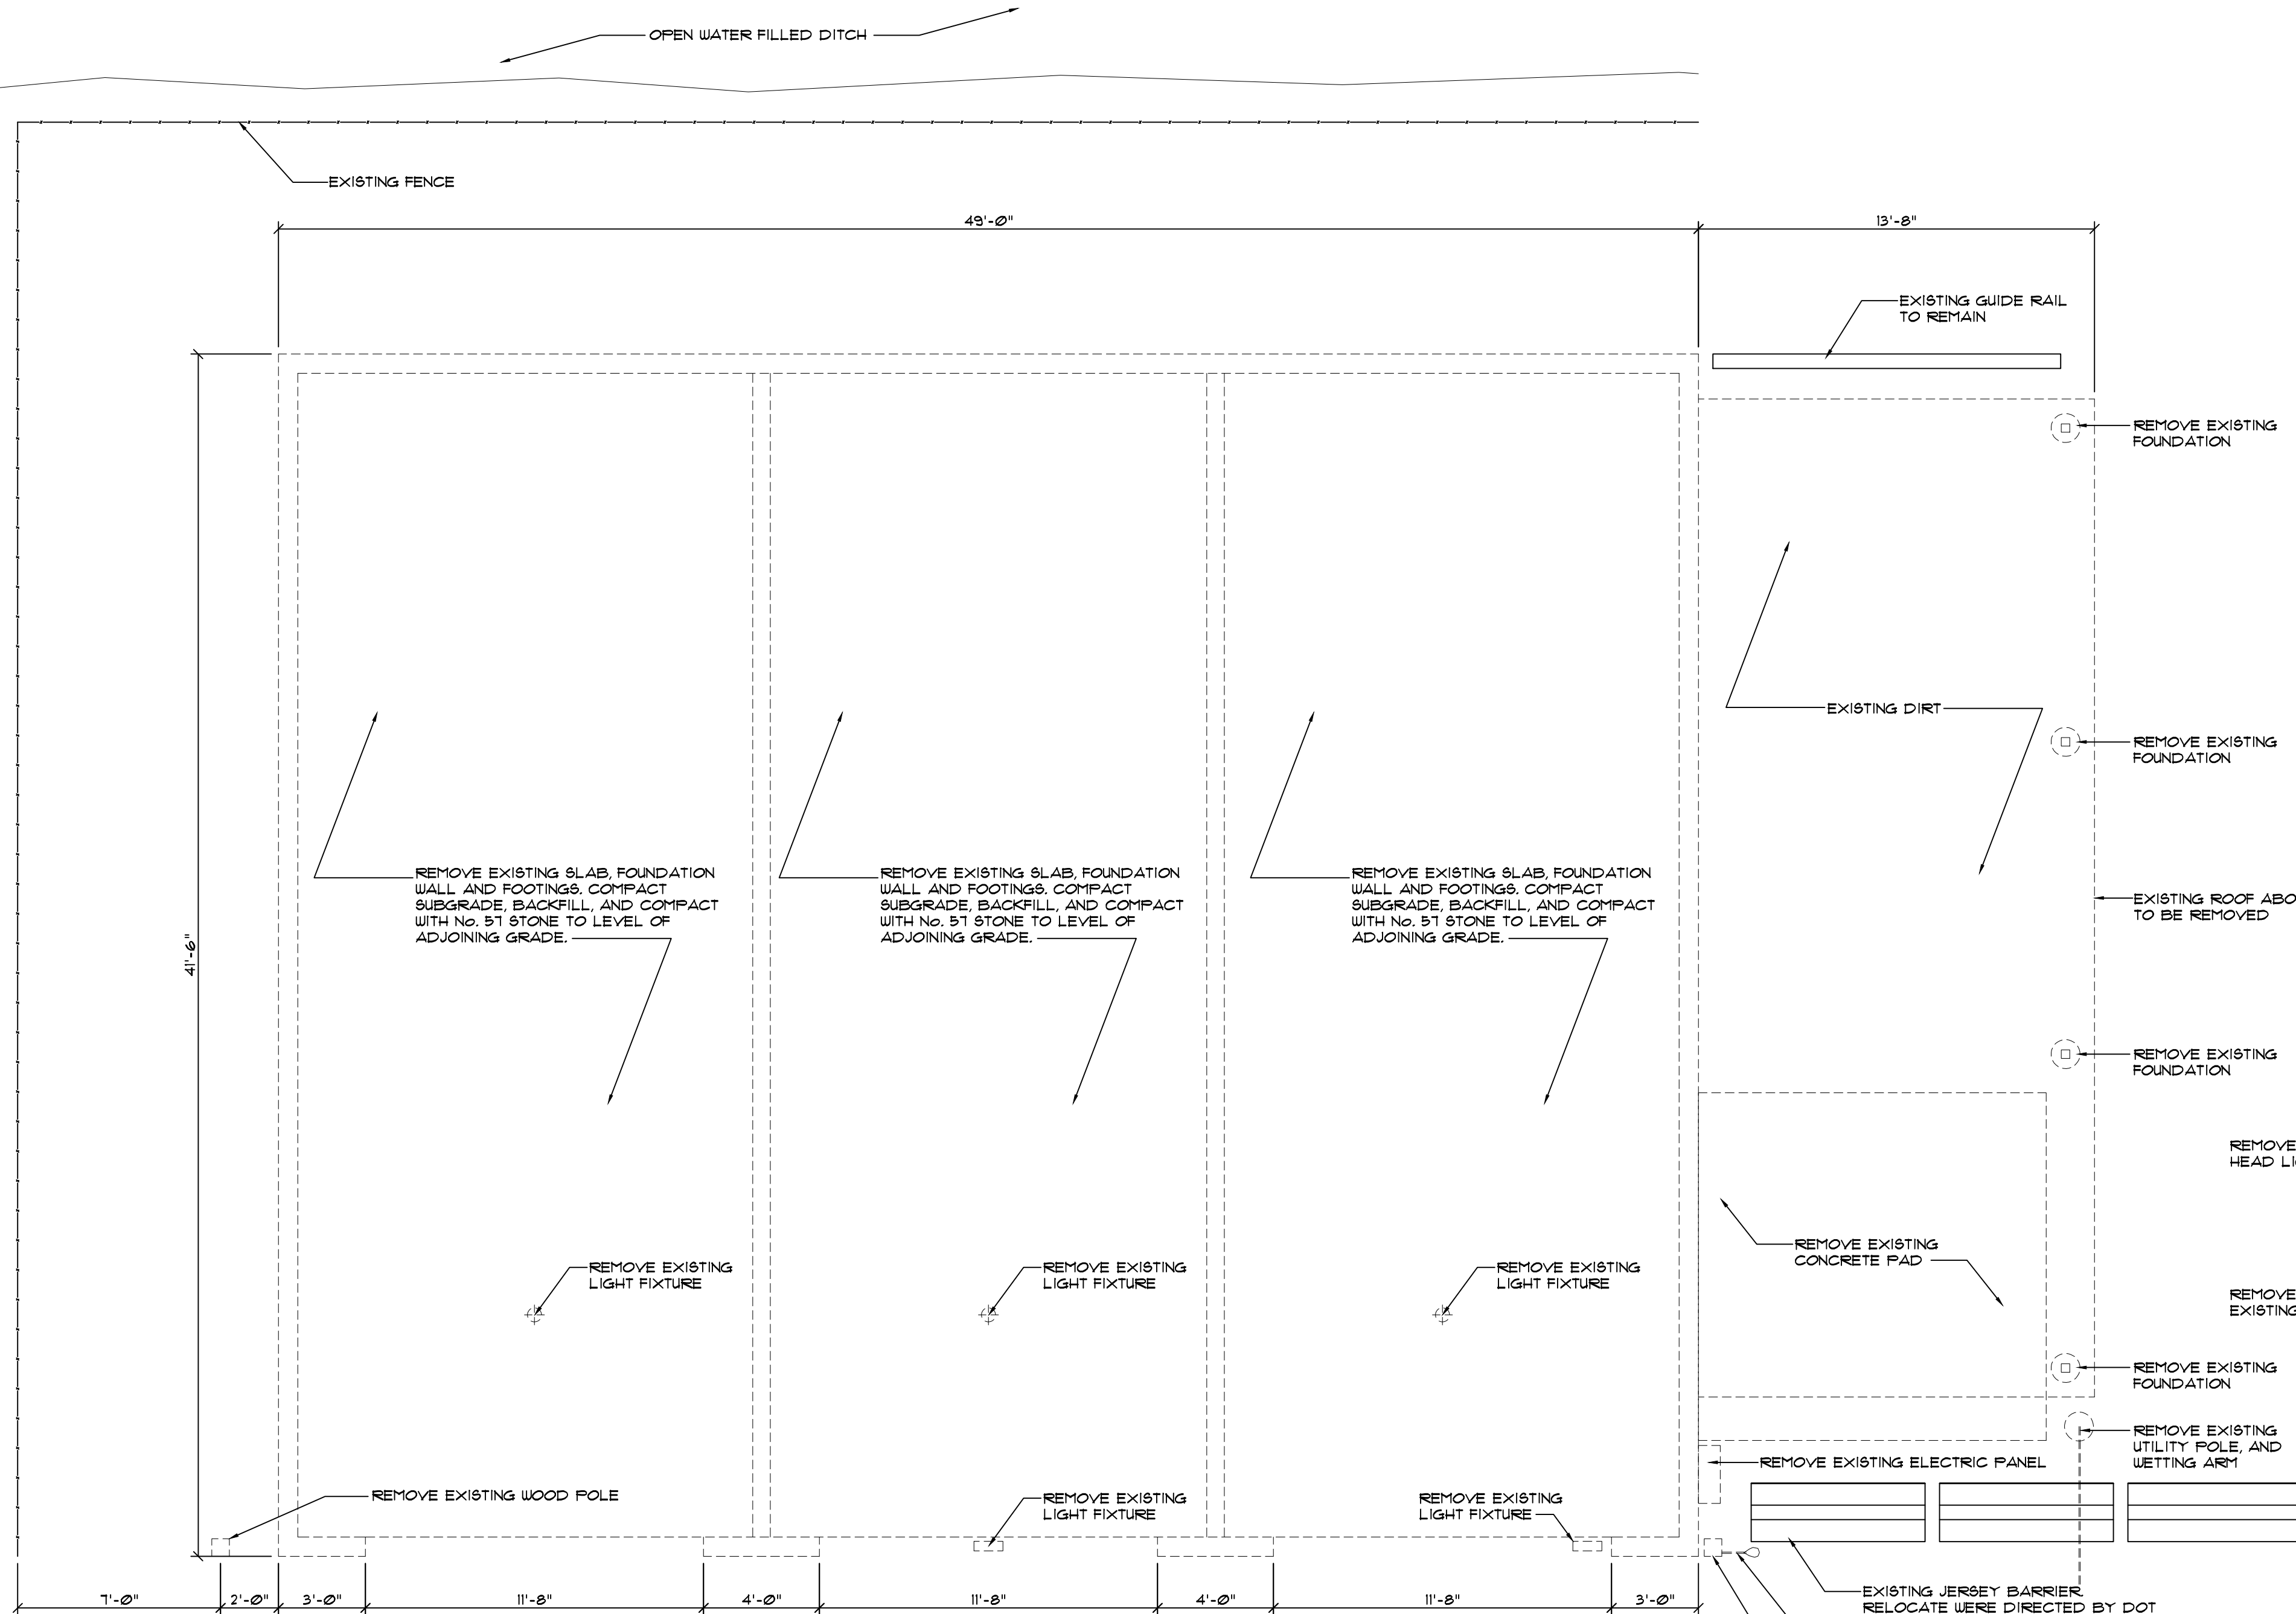 OPEN WATER FILLED DITCH
EXISTING FENCE
49'-0"
13'-8"
EXISTING GUIDE RAIL
TO REMAIN
REMOVE EXISTING
FOUNDATION
EXISTING DIRT
REMOVE EXISTING
FOUNDATION
REMOVE EXISTING SLAB, FOUNDATION
WALL AND FOOTINGS. COMPACT
SUBGRADE, BACKFILL, AND COMPACT
WITH No. 57 STONE TO LEVEL OF
ADJOINING GRADE.
REMOVE EXISTING SLAB, FOUNDATION
WALL AND FOOTINGS. COMPACT
SUBGRADE, BACKFILL, AND COMPACT
WITH No. 57 STONE TO LEVEL OF
ADJOINING GRADE.
REMOVE EXISTING SLAB, FOUNDATION
WALL AND FOOTINGS. COMPACT
SUBGRADE, BACKFILL, AND COMPACT
WITH No. 57 STONE TO LEVEL OF
ADJOINING GRADE.
EXISTING ROOF ABO
TO BE REMOVED
41'-6"
REMOVE EXISTING
FOUNDATION
REMOVE
HEAD LI
REMOVE EXISTING
CONCRETE PAD
REMOVE EXISTING
LIGHT FIXTURE
REMOVE EXISTING
LIGHT FIXTURE
REMOVE EXISTING
LIGHT FIXTURE
REMOVE
EXISTING
REMOVE EXISTING
FOUNDATION
REMOVE EXISTING
UTILITY POLE, AND
WETTING ARM
REMOVE EXISTING ELECTRIC PANEL
REMOVE EXISTING WOOD POLE
REMOVE EXISTING
LIGHT FIXTURE
REMOVE EXISTING
LIGHT FIXTURE
EXISTING JERSEY BARRIER.
RELOCATE WERE DIRECTED BY DOT
7'-0"
2'-0"
3'-0"
11'-8"
4'-0"
11'-8"
4'-0"
11'-8"
3'-0"